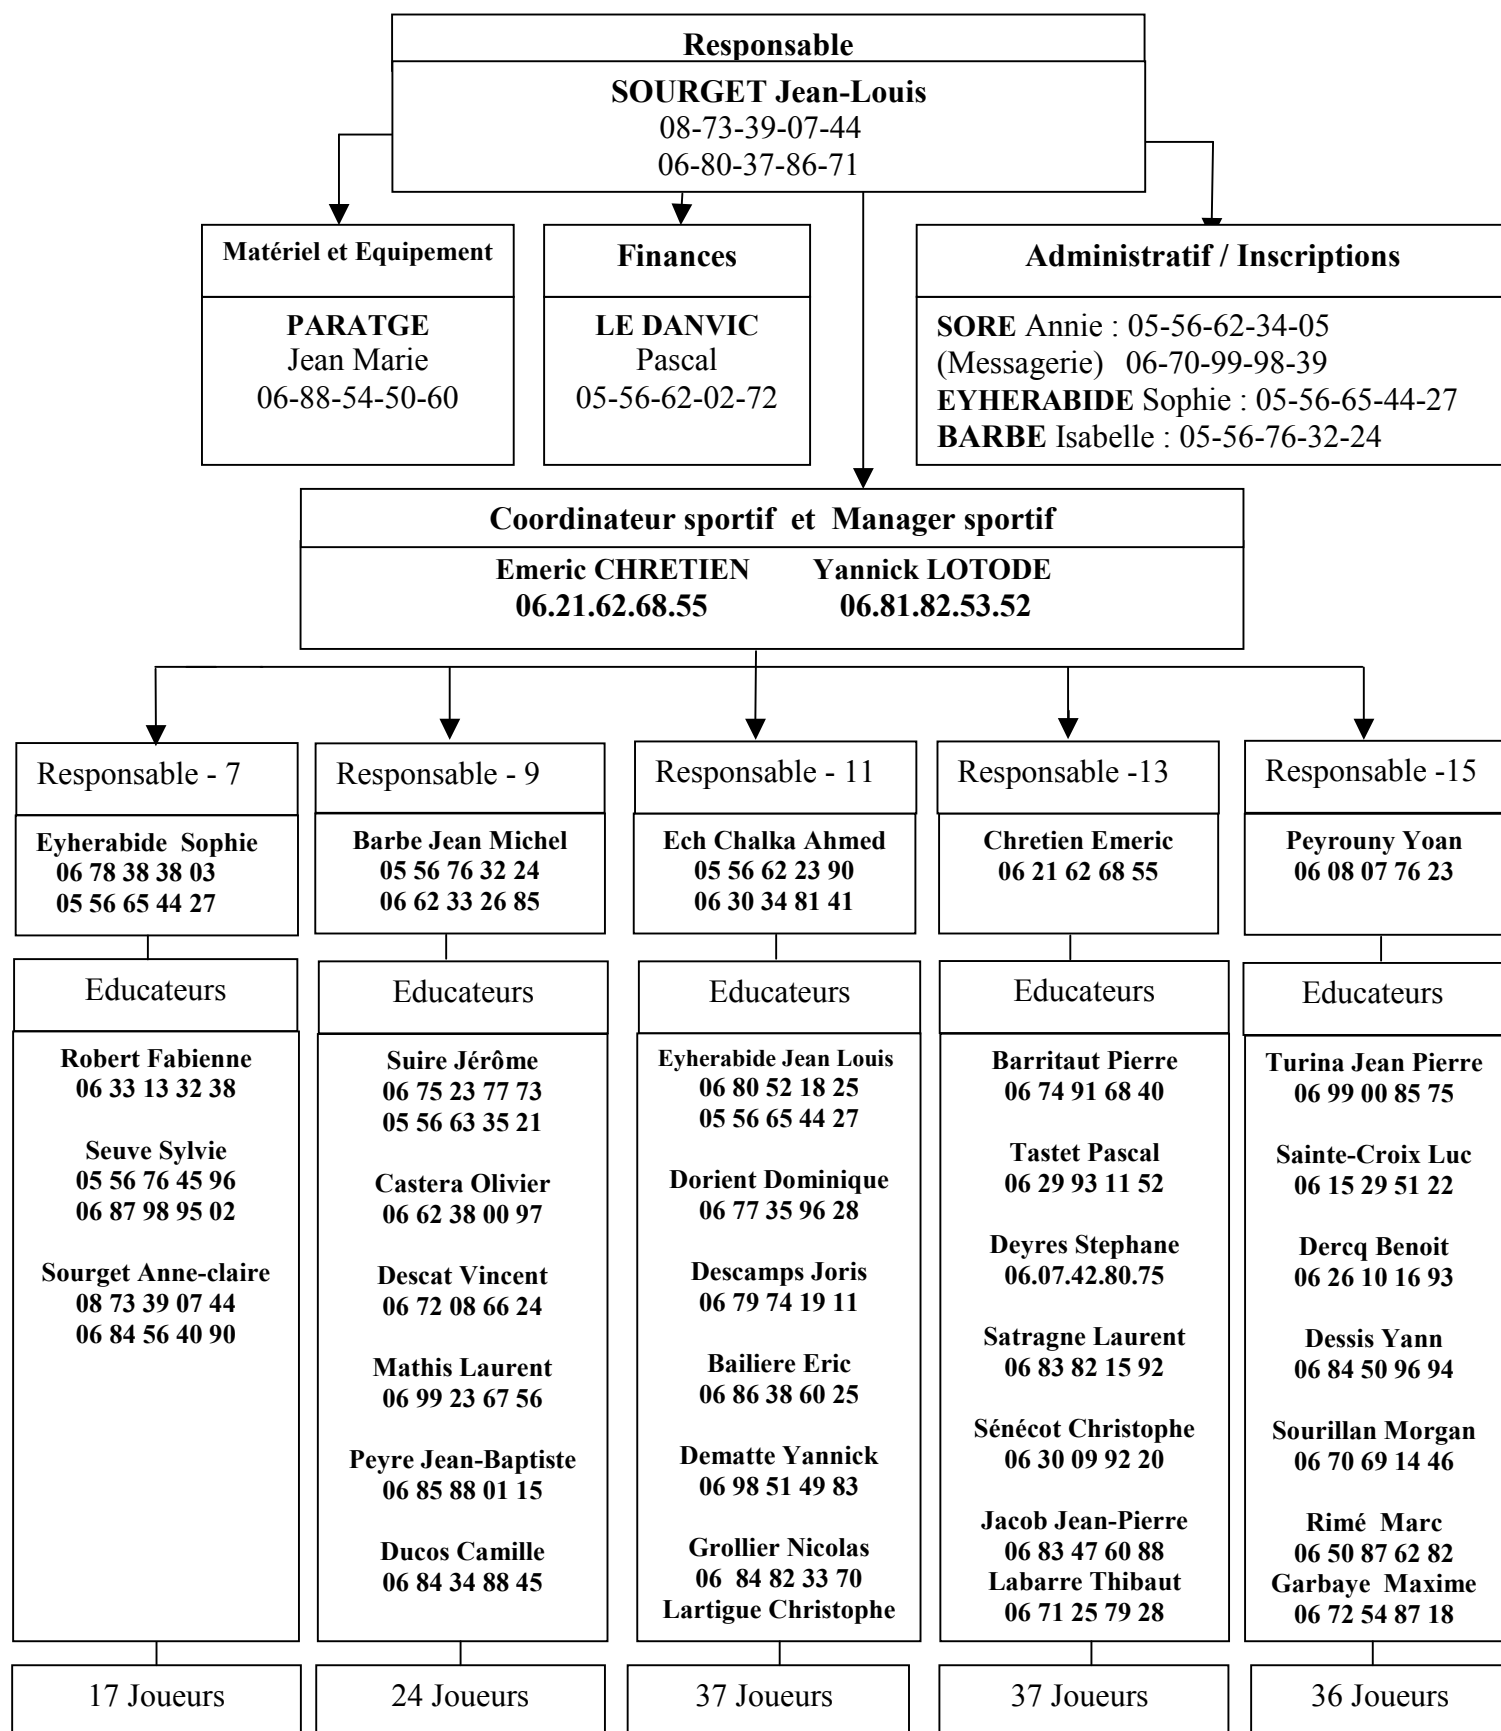 Responsable
SOURGET Jean-Louis
08-73-39-07-44
06-80-37-86-71
Matériel et Equipement
PARATGE
Jean Marie
06-88-54-50-60
Finances
LE DANVIC
Pascal
05-56-62-02-72
Administratif / Inscriptions
SORE Annie : 05-56-62-34-05
(Messagerie) 06-70-99-98-39
EYHERABIDE Sophie : 05-56-65-44-27
BARBE Isabelle : 05-56-76-32-24
Coordinateur sportif et Manager sportif
Emeric CHRETIEN Yannick LOTODE
06.21.62.68.55 06.81.82.53.52
Responsable - 7
Eyherabide Sophie
06 78 38 38 03
05 56 65 44 27
Educateurs
Robert Fabienne
06 33 13 32 38
Seuve Sylvie
05 56 76 45 96
06 87 98 95 02
Sourget Anne-claire
08 73 39 07 44
06 84 56 40 90
17 Joueurs
Responsable - 9
Barbe Jean Michel
05 56 76 32 24
06 62 33 26 85
Educateurs
Suire Jérôme
06 75 23 77 73
05 56 63 35 21
Castera Olivier
06 62 38 00 97
Descat Vincent
06 72 08 66 24
Mathis Laurent
06 99 23 67 56
Peyre Jean-Baptiste
06 85 88 01 15
Ducos Camille
06 84 34 88 45
24 Joueurs
Responsable - 11
Ech Chalka Ahmed
05 56 62 23 90
06 30 34 81 41
Educateurs
Eyherabide Jean Louis
06 80 52 18 25
05 56 65 44 27
Dorient Dominique
06 77 35 96 28
Descamps Joris
06 79 74 19 11
Bailiere Eric
06 86 38 60 25
Dematte Yannick
06 98 51 49 83
Grollier Nicolas
06 84 82 33 70
Lartigue Christophe
37 Joueurs
Responsable -13
Chretien Emeric
06 21 62 68 55
Educateurs
Barritaut Pierre
06 74 91 68 40
Tastet Pascal
06 29 93 11 52
Deyres Stephane
06.07.42.80.75
Satragne Laurent
06 83 82 15 92
Sénécot Christophe
06 30 09 92 20
Jacob Jean-Pierre
06 83 47 60 88
Labarre Thibaut
06 71 25 79 28
37 Joueurs
Responsable -15
Peyrouny Yoan
06 08 07 76 23
Educateurs
Turina Jean Pierre
06 99 00 85 75
Sainte-Croix Luc
06 15 29 51 22
Dercq Benoit
06 26 10 16 93
Dessis Yann
06 84 50 96 94
Sourillan Morgan
06 70 69 14 46
Rimé Marc
06 50 87 62 82
Garbaye Maxime
06 72 54 87 18
36 Joueurs